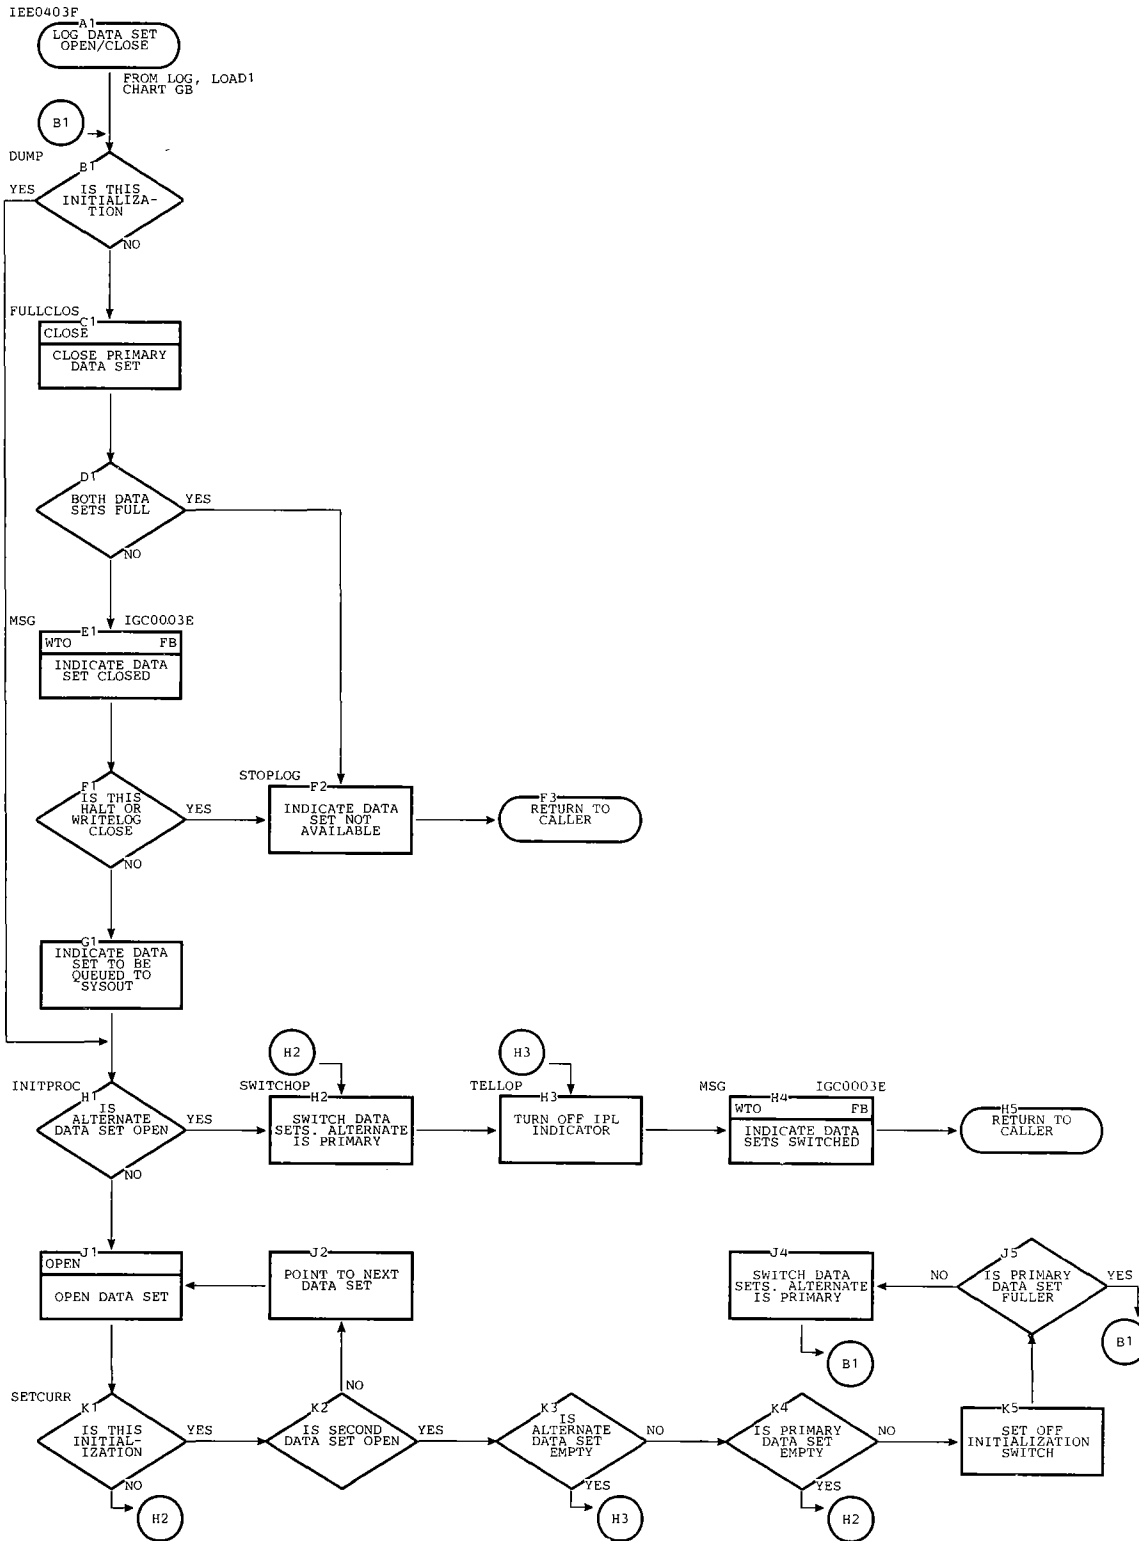 IEE0403F
A1
LOG DATA SET
OPEN/CLOSE
FROM LOG, LOAD1
CHART GB
B1
DUMP
B1
YES
IS THIS
INITIALIZA-
TION
NO
FULLCLOS
C1
CLOSE
CLOSE PRIMARY
DATA SET
D1
BOTH DATA
SETS FULL
YES
NO
MSG
IGC0003E
E1
WTO FB
INDICATE DATA
SET CLOSED
F1
IS THIS
HALT OR
WRITELOG
CLOSE
YES
NO
STOPLOG
F2
INDICATE DATA
SET NOT
AVAILABLE
F3
RETURN TO
CALLER
G1
INDICATE DATA
SET TO BE
QUEUED TO
SYSOUT
INITPROC
H1
IS
ALTERNATE
DATA SET OPEN
YES
NO
H2
SWITCHOP
H2
SWITCH DATA
SETS. ALTERNATE
IS PRIMARY
H3
TELLOP
H3
TURN OFF IPL
INDICATOR
MSG
IGC0003E
H4
WTO FB
INDICATE DATA
SETS SWITCHED
H5
RETURN TO
CALLER
J1
OPEN
OPEN DATA SET
J2
POINT TO NEXT
DATA SET
J4
SWITCH DATA
SETS. ALTERNATE
IS PRIMARY
B1
J5
NO
IS PRIMARY
DATA SET
FULLER
YES
B1
SETCURR
K1
IS THIS
INITIAL-
IZATION
YES
NO
H2
NO
K2
IS SECOND
DATA SET OPEN
YES
K3
IS
ALTERNATE
DATA SET
EMPTY
NO
YES
H3
K4
IS PRIMARY
DATA SET
EMPTY
NO
YES
H2
K5
SET OFF
INITIALIZATION
SWITCH